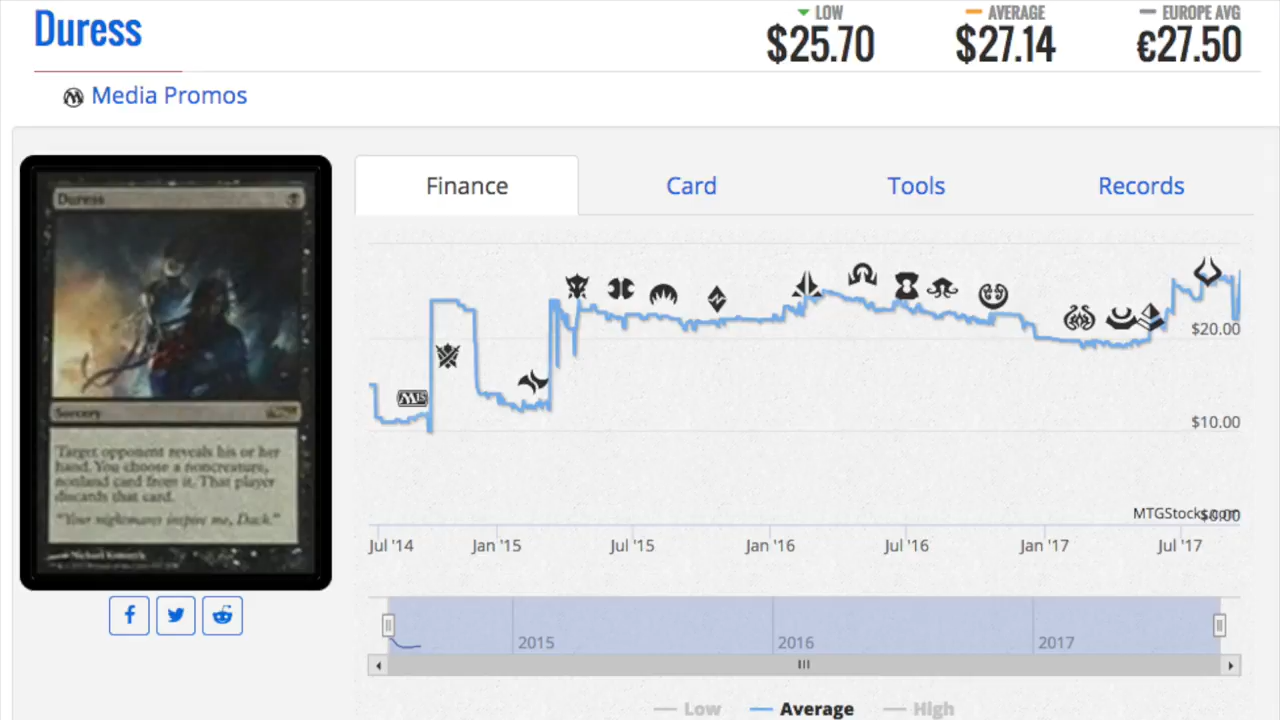 Duress
LOW
AVERAGE
EUROPE AVG
$25.70
$27.14
€27.50
Media Promos
Finance
Card
Tools
Records
Duress
Sorcery
Target opponent reveals his or her
hand. You choose a noncreature,
nonland card from it. That player
discards that card.
"Your nightmares inspire me, Dack."
M15
$20.00
$10.00
$0.00
MTGStocks.com
Jul '14
Jan '15
Jul '15
Jan '16
Jul '16
Jan '17
Jul '17
2015
2016
2017
Low
Average
High